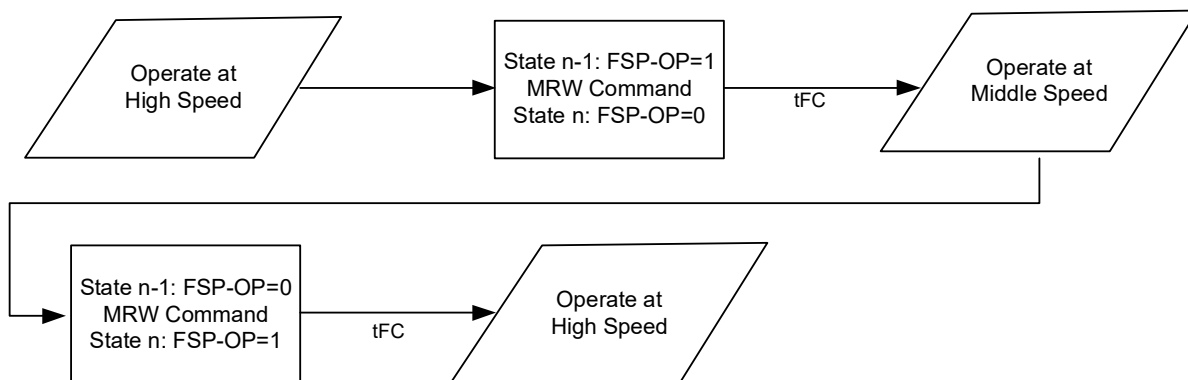 Operate at
High Speed
State n-1: FSP-OP=1
MRW Command
State n: FSP-OP=0
tFC
Operate at
Middle Speed
State n-1: FSP-OP=0
MRW Command
State n: FSP-OP=1
tFC
Operate at
High Speed